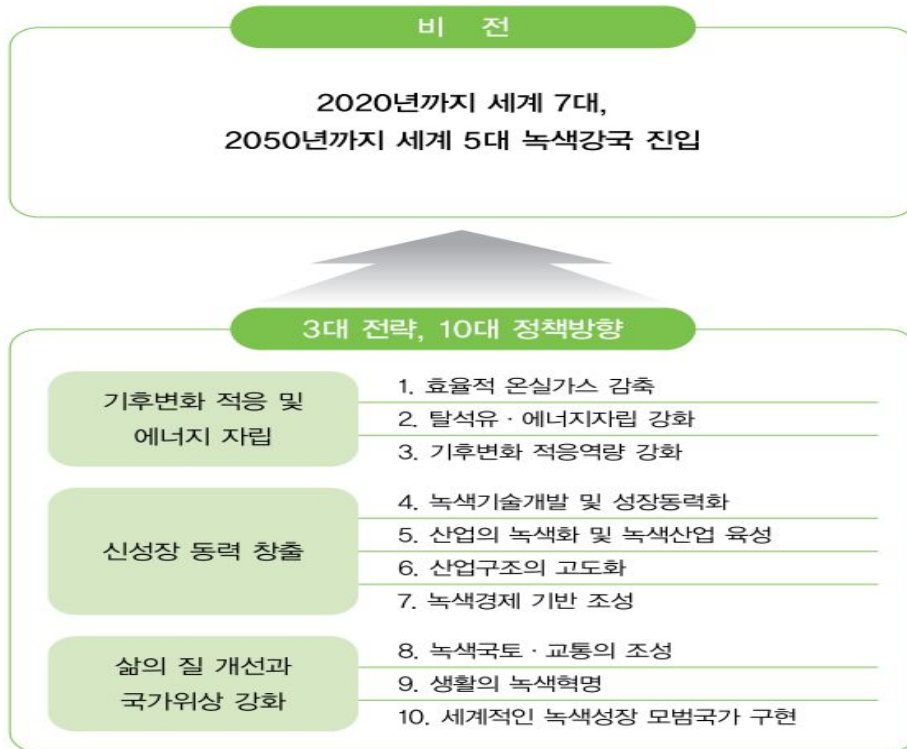 비 전
2020년까지 세계 7대,
2050년까지 세계 5대 녹색강국 진입
3대 전략, 10대 정책방향
기후변화 적응 및
에너지 자립
1. 효율적 온실가스 감축
2. 탈석유 · 에너지자립 강화
3. 기후변화 적응역량 강화
신성장 동력 창출
4. 녹색기술개발 및 성장동력화
5. 산업의 녹색화 및 녹색산업 육성
6. 산업구조의 고도화
7. 녹색경제 기반 조성
삶의 질 개선과
국가위상 강화
8. 녹색국토 · 교통의 조성
9. 생활의 녹색혁명
10. 세계적인 녹색성장 모범국가 구현